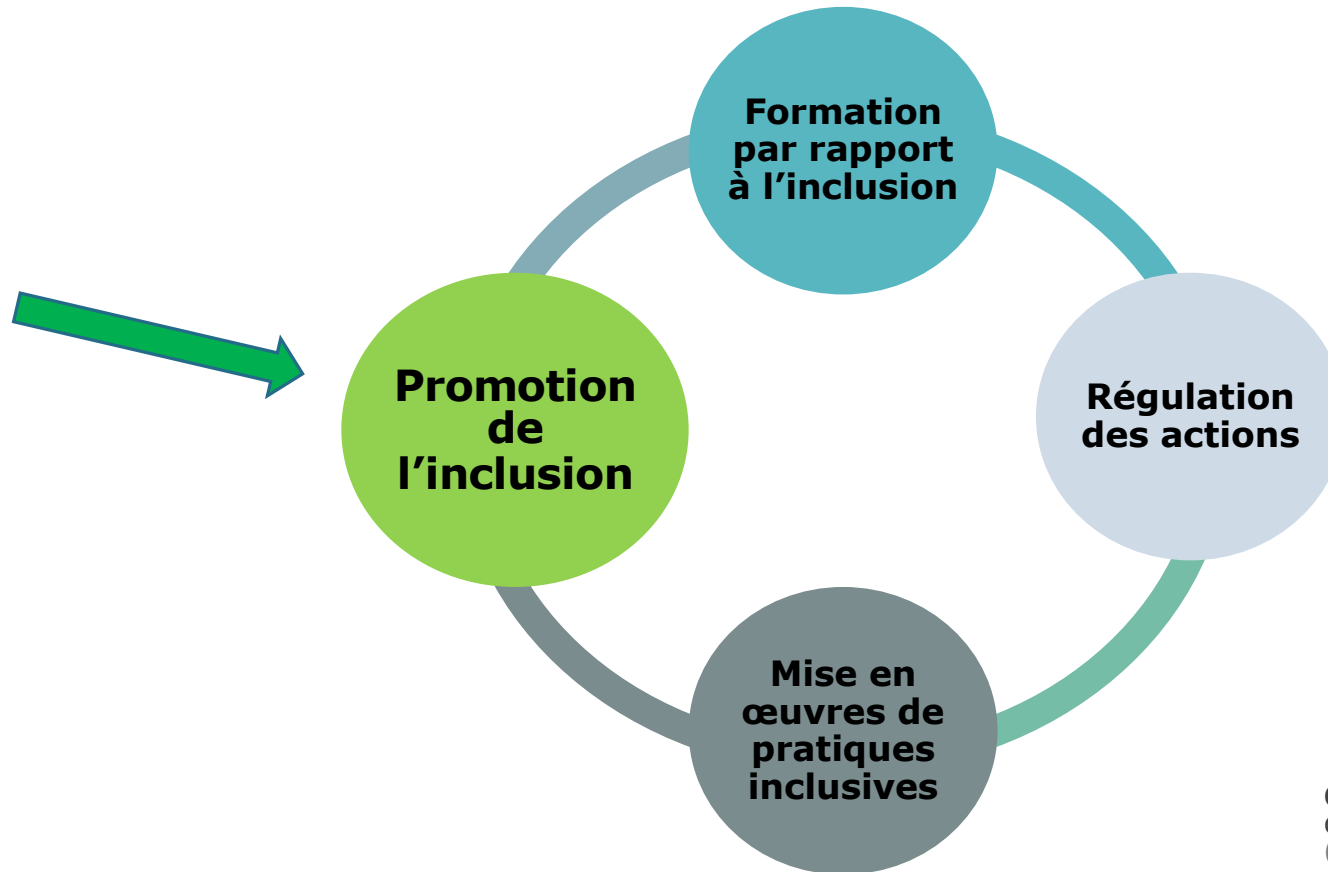 Formation
par rapport
à l’inclusion
Promotion
de
l’inclusion
Régulation
des actions
Mise en
œuvres de
pratiques
inclusives